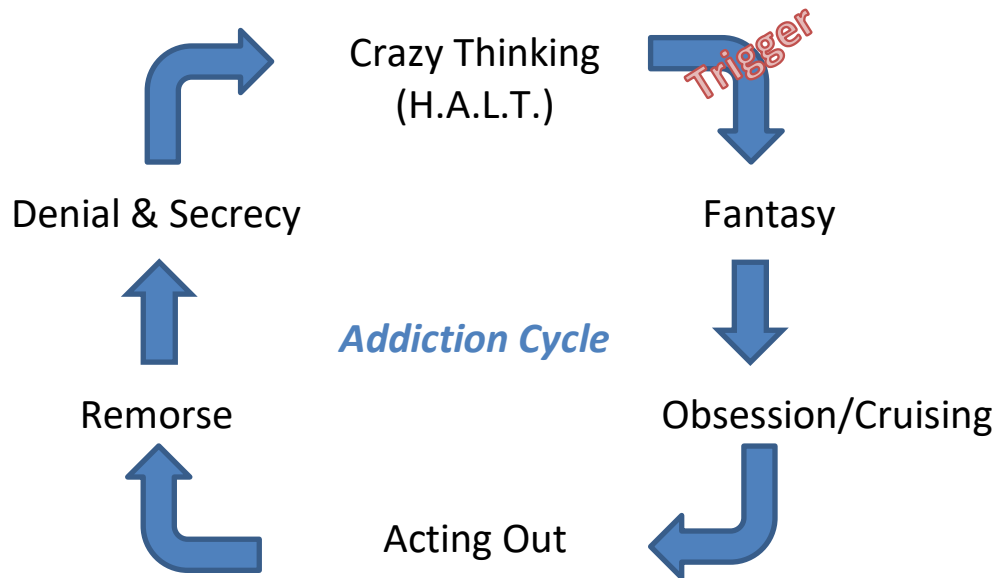 Crazy Thinking
(H.A.L.T.)
Trigger
Denial & Secrecy
Fantasy
Addiction Cycle
Remorse
Obsession/Cruising
Acting Out